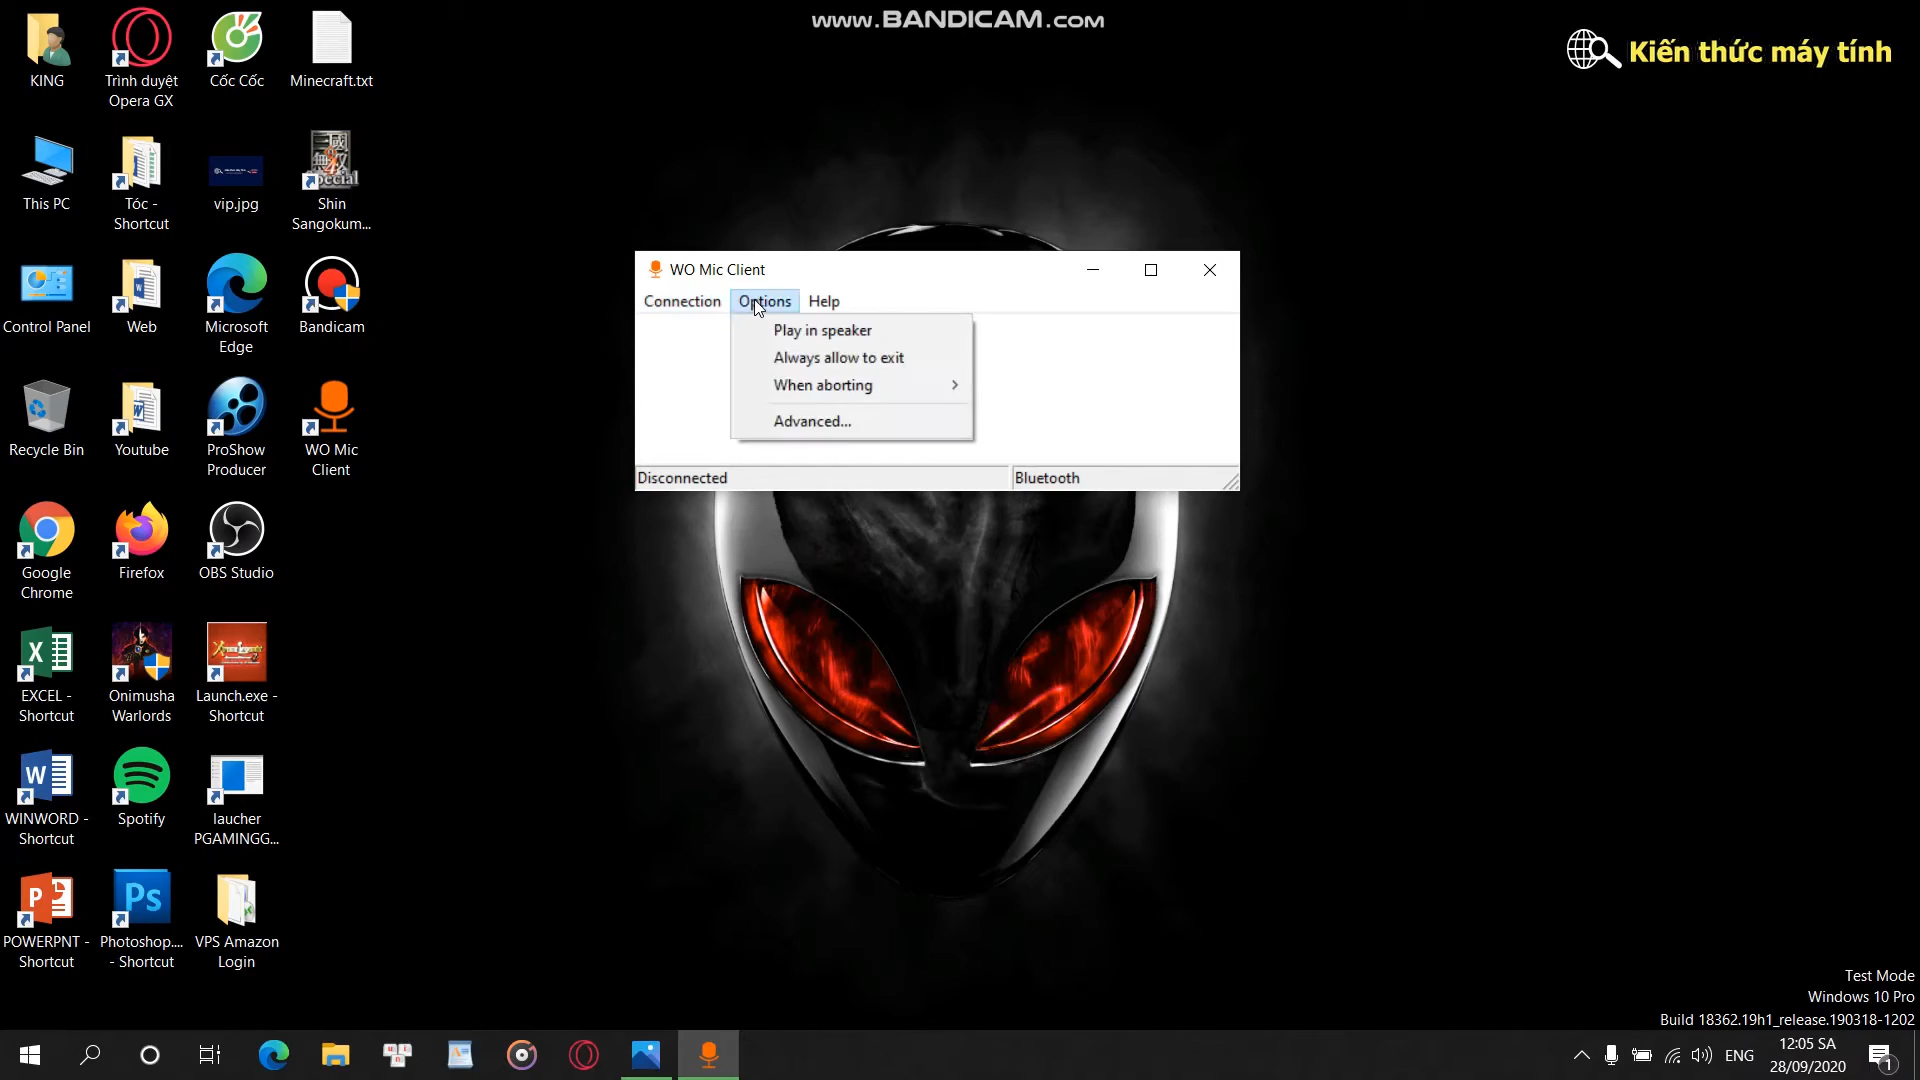 www.BANDICAM.com
Kiến thức máy tính
KING
Trình duyệt
Opera GX
Cốc Cốc
Minecraft.txt
This PC
Tóc -
Shortcut
vip.jpg
Shin
Sangokum...
Control Panel
Web
Microsoft
Edge
Bandicam
Recycle Bin
Youtube
ProShow
Producer
WO Mic
Client
Google
Chrome
Firefox
OBS Studio
EXCEL -
Shortcut
Onimusha
Warlords
Launch.exe -
Shortcut
WINWORD -
Shortcut
Spotify
laucher
PGAMINGG...
POWERPNT -
Shortcut
Photoshop....
- Shortcut
VPS Amazon
Login
WO Mic Client
Connection Options Help
Play in speaker
Always allow to exit
When aborting
Advanced...
Disconnected
Bluetooth
Test Mode
Windows 10 Pro
Build 18362.19h1_release.190318-1202
ENG
12:05 SA
28/09/2020
1